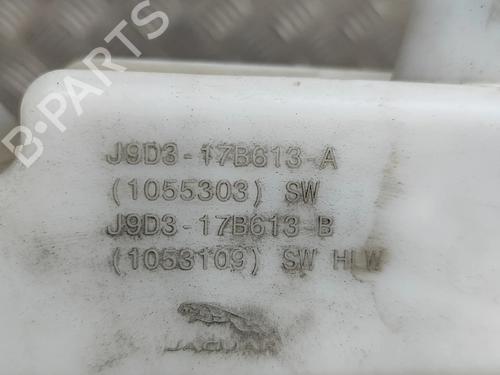 J9D3-17B613-A
(1055303) SW
J9D3-17B613-B
(1053109) SW HLW
JAGUAR
B-PARTS